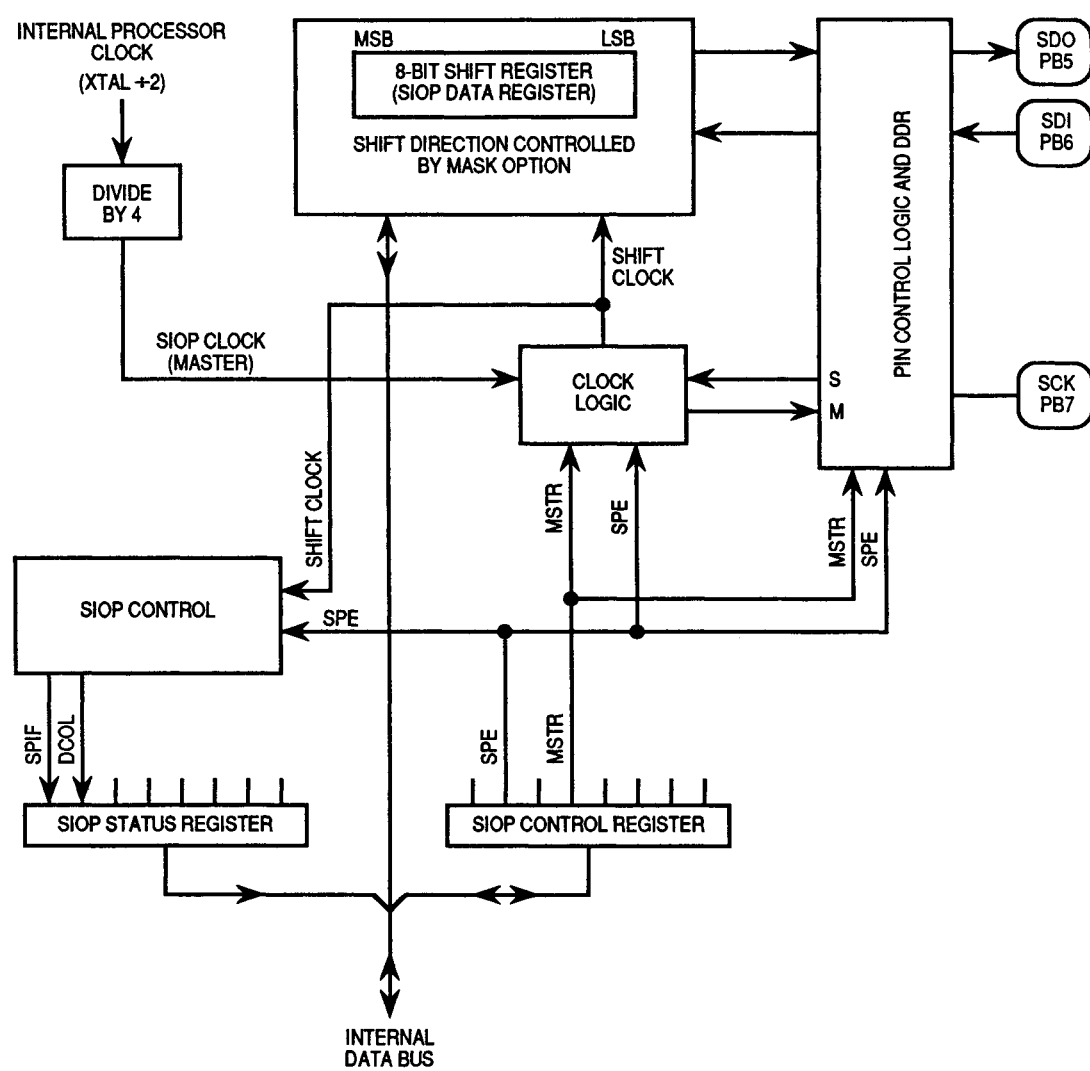 INTERNAL PROCESSOR
CLOCK
(XTAL ÷2)
DIVIDE
BY 4
MSB LSB
8-BIT SHIFT REGISTER
(SIOP DATA REGISTER)
SHIFT DIRECTION CONTROLLED
BY MASK OPTION
PIN CONTROL LOGIC AND DDR
SDO
PB5
SDI
PB6
SHIFT
CLOCK
SIOP CLOCK
(MASTER)
CLOCK
LOGIC
S
M
SCK
PB7
SHIFT CLOCK
MSTR
SPE
MSTR
SPE
SIOP CONTROL
SPE
SPIF
DCOL
SPE
MSTR
SIOP STATUS REGISTER
SIOP CONTROL REGISTER
INTERNAL
DATA BUS